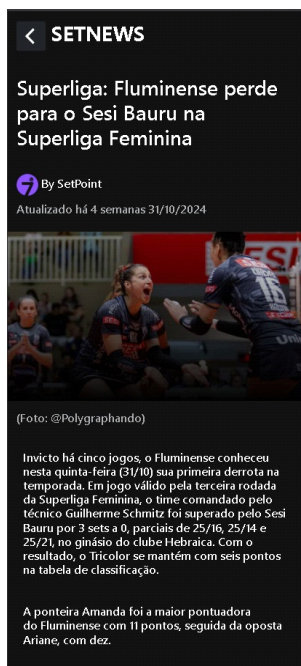 SETNEWS
Superliga: Fluminense perde
para o Sesi Bauru na
Superliga Feminina
By SetPoint
Atualizado há 4 semanas 31/10/2024
SESI
16
(Foto: @Polygraphando)
Invicto há cinco jogos, o Fluminense conheceu
nesta quinta-feira (31/10) sua primeira derrota na
temporada. Em jogo válido pela terceira rodada
da Superliga Feminina, o time comandado pelo
técnico Guilherme Schmitz foi superado pelo Sesi
Bauru por 3 sets a 0, parciais de 25/16, 25/14 e
25/21, no ginásio do clube Hebraica. Com o
resultado, o Tricolor se mantém com seis pontos
na tabela de classificação.
A ponteira Amanda foi a maior pontuadora
do Fluminense com 11 pontos, seguida da oposta
Ariane, com dez.